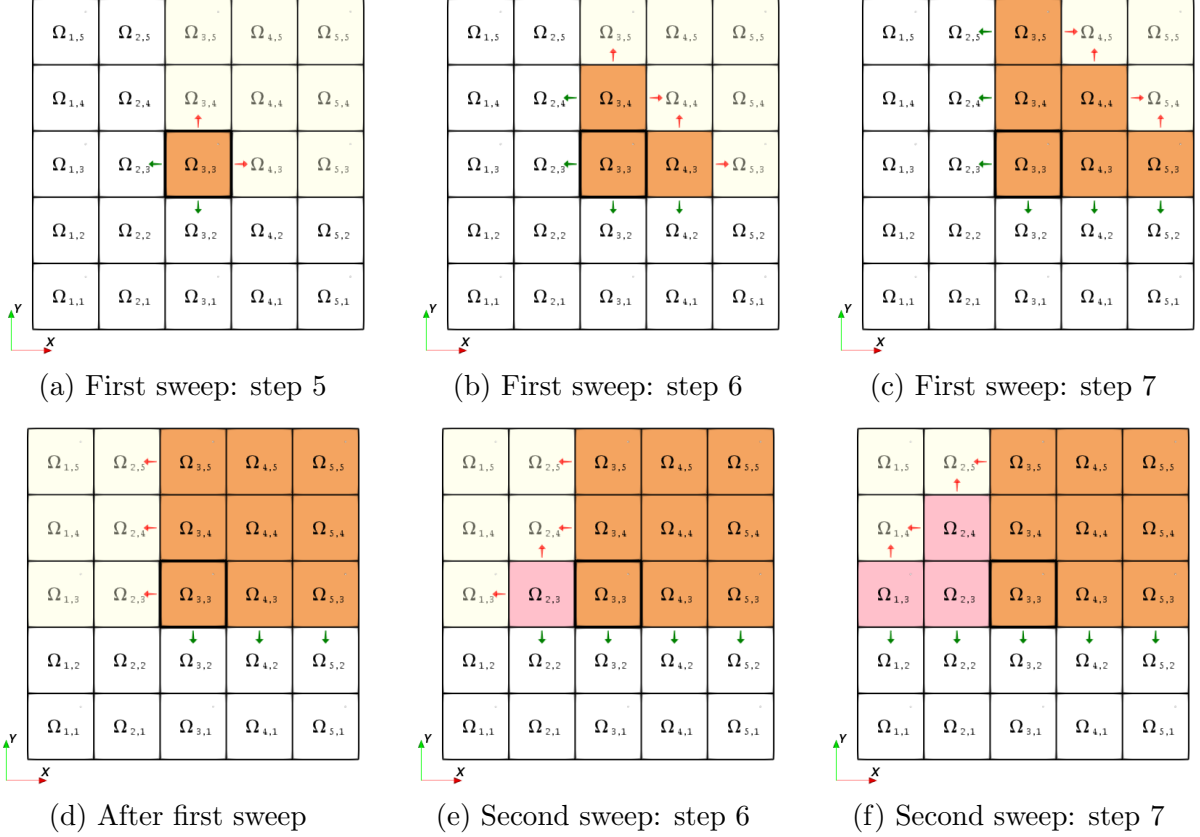 Ω1,5 Ω2,5 Ω3,5 Ω4,5 Ω5,5 Ω1,5 Ω2,5 Ω3,5 Ω4,5 Ω5,5 Ω1,5 Ω2,5 Ω3,5 Ω4,5 Ω5,5
Ω1,4 Ω2,4 Ω3,4 Ω4,4 Ω5,4 Ω1,4 Ω2,4 Ω3,4 Ω4,4 Ω5,4 Ω1,4 Ω2,4 Ω3,4 Ω4,4 Ω5,4
Ω1,3 Ω2,3 Ω3,3 Ω4,3 Ω5,3 Ω1,3 Ω2,3 Ω3,3 Ω4,3 Ω5,3 Ω1,3 Ω2,3 Ω3,3 Ω4,3 Ω5,3
Ω1,2 Ω2,2 Ω3,2 Ω4,2 Ω5,2 Ω1,2 Ω2,2 Ω3,2 Ω4,2 Ω5,2 Ω1,2 Ω2,2 Ω3,2 Ω4,2 Ω5,2
Ω1,1 Ω2,1 Ω3,1 Ω4,1 Ω5,1 Ω1,1 Ω2,1 Ω3,1 Ω4,1 Ω5,1 Ω1,1 Ω2,1 Ω3,1 Ω4,1 Ω5,1
Y Y Y
X X X
(a) First sweep: step 5 (b) First sweep: step 6 (c) First sweep: step 7
Ω1,5 Ω2,5 Ω3,5 Ω4,5 Ω5,5 Ω1,5 Ω2,5 Ω3,5 Ω4,5 Ω5,5 Ω1,5 Ω2,5 Ω3,5 Ω4,5 Ω5,5
Ω1,4 Ω2,4 Ω3,4 Ω4,4 Ω5,4 Ω1,4 Ω2,4 Ω3,4 Ω4,4 Ω5,4 Ω1,4 Ω2,4 Ω3,4 Ω4,4 Ω5,4
Ω1,3 Ω2,3 Ω3,3 Ω4,3 Ω5,3 Ω1,3 Ω2,3 Ω3,3 Ω4,3 Ω5,3 Ω1,3 Ω2,3 Ω3,3 Ω4,3 Ω5,3
Ω1,2 Ω2,2 Ω3,2 Ω4,2 Ω5,2 Ω1,2 Ω2,2 Ω3,2 Ω4,2 Ω5,2 Ω1,2 Ω2,2 Ω3,2 Ω4,2 Ω5,2
Ω1,1 Ω2,1 Ω3,1 Ω4,1 Ω5,1 Ω1,1 Ω2,1 Ω3,1 Ω4,1 Ω5,1 Ω1,1 Ω2,1 Ω3,1 Ω4,1 Ω5,1
Y Y Y
X X X
(d) After first sweep (e) Second sweep: step 6 (f) Second sweep: step 7